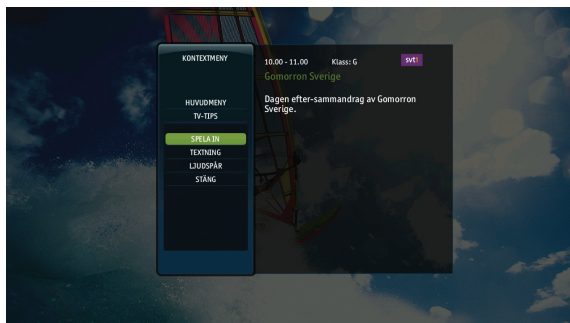 KONTEXTMENY
HUVUDMENY
TV-TIPS
SPELA IN
TEXTNING
LJUDSPÅR
STÄNG
10.00 - 11.00 Klass: G svt1
Gomorron Sverige
Dagen efter-sammandrag av Gomorron
Sverige.